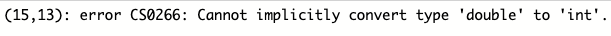 (15,13): error CS0266: Cannot implicitly convert type 'double' to 'int'.